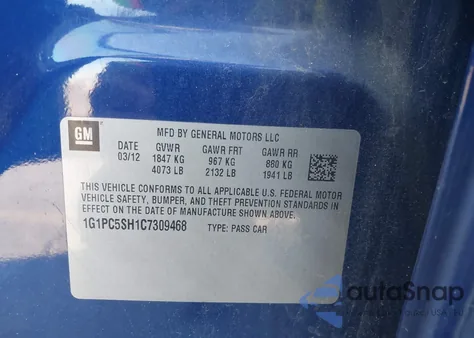 GM
MFD BY GENERAL MOTORS LLC
DATE GVWR GAWR FRT GAWR RR
03/12 1847 KG 967 KG 880 KG
4073 LB 2132 LB 1941 LB
THIS VEHICLE CONFORMS TO ALL APPLICABLE U.S. FEDERAL MOTOR
VEHICLE SAFETY, BUMPER, AND THEFT PREVENTION STANDARDS IN
EFFECT ON THE DATE OF MANUFACTURE SHOWN ABOVE.
1G1PC5SH1C7309468 TYPE: PASS CAR
autoSnap